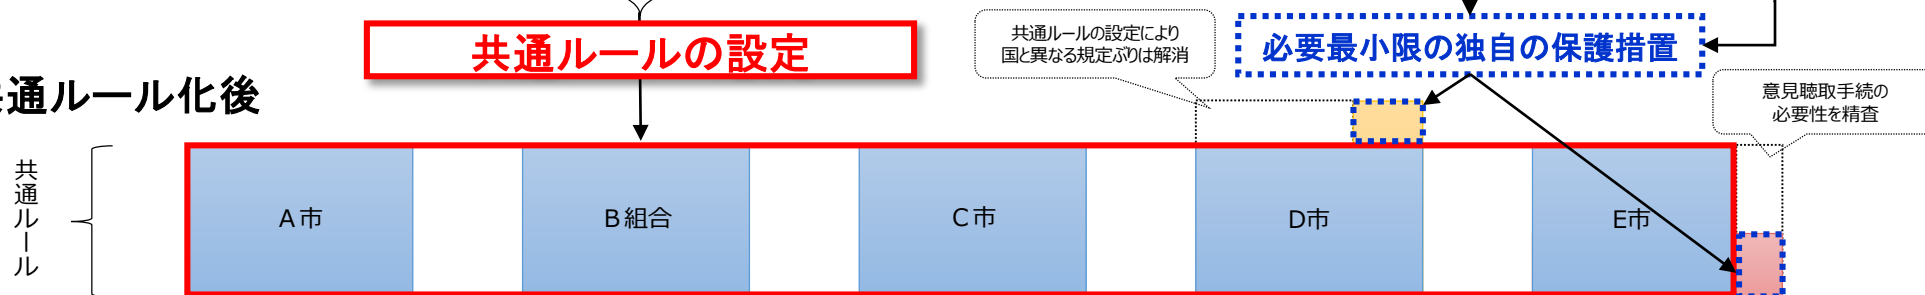 共通ルールの設定
共通ルールの設定により
国と異なる規定ぶりは解消
必要最小限の独自の保護措置
通ルール化後
意見聴取手続の
必要性を精査
共通ルール
A市
B組合
C市
D市
E市